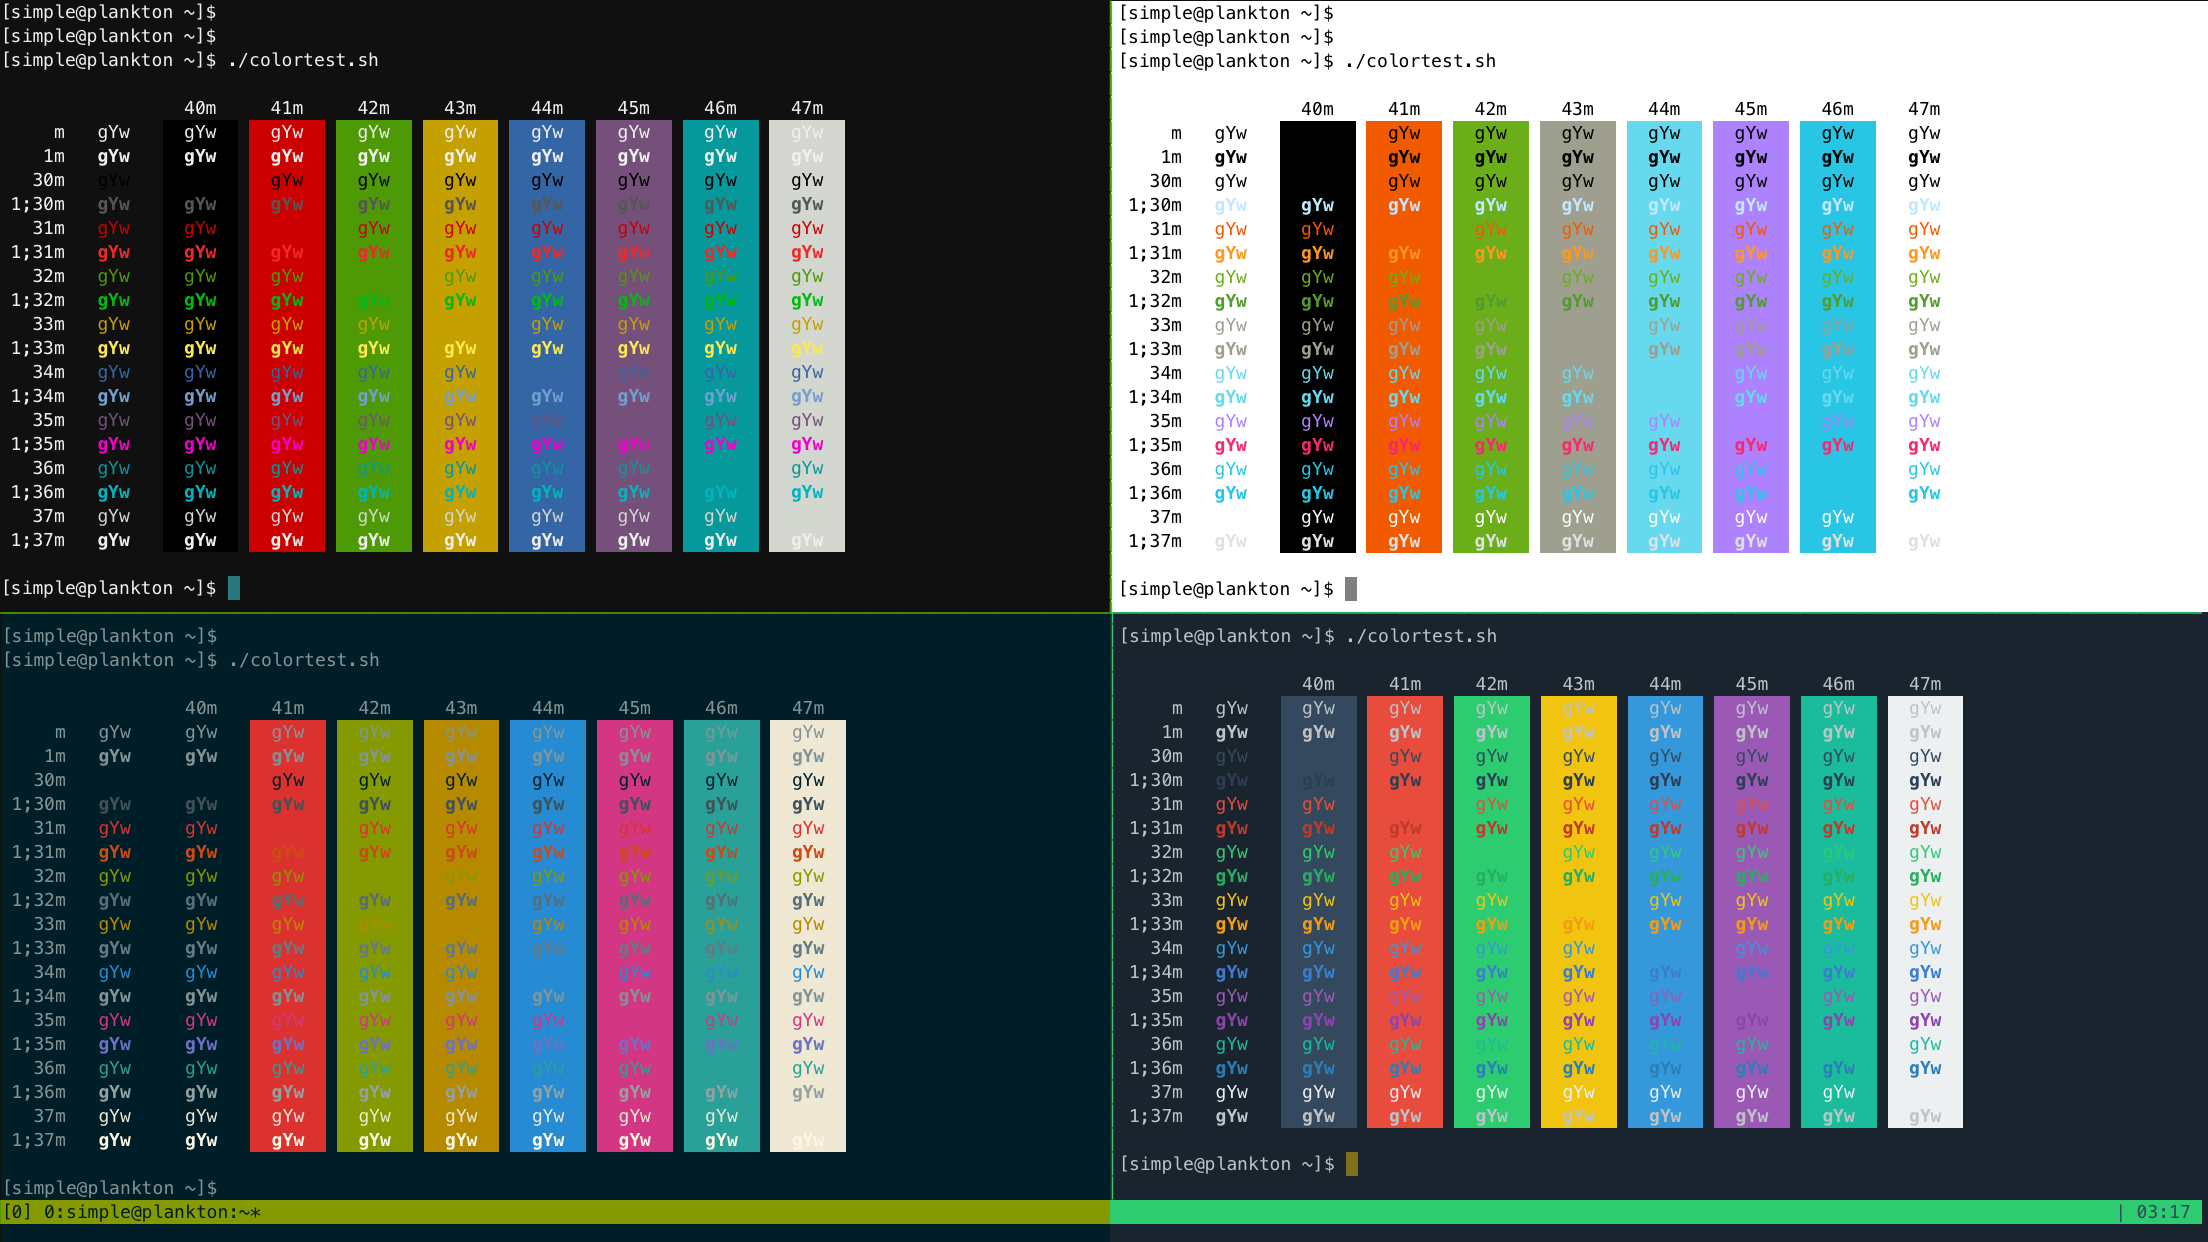 [simple@plankton ~]$
[simple@plankton ~]$
[simple@plankton ~]$ ./colortest.sh
40m 41m 42m 43m 44m 45m 46m 47m
m gYw gYw gYw gYw gYw gYw gYw gYw gYw
1m gYw gYw gYw gYw gYw gYw gYw gYw gYw
30m gYw gYw gYw gYw gYw gYw gYw gYw
1;30m gYw gYw gYw gYw gYw gYw gYw gYw gYw
31m gYw gYw gYw gYw gYw gYw gYw gYw
1;31m gYw gYw gYw gYw gYw gYw gYw gYw gYw
32m gYw gYw gYw gYw gYw gYw gYw gYw
1;32m gYw gYw gYw gYw gYw gYw gYw gYw gYw
33m gYw gYw gYw gYw gYw gYw gYw gYw
1;33m gYw gYw gYw gYw gYw gYw gYw gYw gYw
34m gYw gYw gYw gYw gYw gYw gYw gYw
1;34m gYw gYw gYw gYw gYw gYw gYw gYw gYw
35m gYw gYw gYw gYw gYw gYw gYw gYw
1;35m gYw gYw gYw gYw gYw gYw gYw gYw gYw
36m gYw gYw gYw gYw gYw gYw gYw gYw
1;36m gYw gYw gYw gYw gYw gYw gYw gYw gYw
37m gYw gYw gYw gYw gYw gYw gYw gYw
1;37m gYw gYw gYw gYw gYw gYw gYw gYw gYw
[simple@plankton ~]$
[simple@plankton ~]$
[simple@plankton ~]$
[simple@plankton ~]$ ./colortest.sh
40m 41m 42m 43m 44m 45m 46m 47m
m gYw gYw gYw gYw gYw gYw gYw gYw
1m gYw gYw gYw gYw gYw gYw gYw gYw
30m gYw gYw gYw gYw gYw gYw gYw gYw
1;30m gYw gYw gYw gYw gYw gYw gYw gYw gYw
31m gYw gYw gYw gYw gYw gYw gYw gYw
1;31m gYw gYw gYw gYw gYw gYw gYw gYw gYw
32m gYw gYw gYw gYw gYw gYw gYw gYw
1;32m gYw gYw gYw gYw gYw gYw gYw gYw gYw
33m gYw gYw gYw gYw gYw gYw gYw gYw
1;33m gYw gYw gYw gYw gYw gYw gYw gYw
34m gYw gYw gYw gYw gYw gYw gYw gYw
1;34m gYw gYw gYw gYw gYw gYw gYw gYw
35m gYw gYw gYw gYw gYw gYw gYw gYw
1;35m gYw gYw gYw gYw gYw gYw gYw gYw gYw
36m gYw gYw gYw gYw gYw gYw gYw gYw
1;36m gYw gYw gYw gYw gYw gYw gYw gYw
37m gYw gYw gYw gYw gYw gYw gYw
1;37m gYw gYw gYw gYw gYw gYw gYw gYw gYw
[simple@plankton ~]$
[simple@plankton ~]$
[simple@plankton ~]$ ./colortest.sh
40m 41m 42m 43m 44m 45m 46m 47m
m gYw gYw gYw gYw gYw gYw gYw gYw gYw
1m gYw gYw gYw gYw gYw gYw gYw gYw gYw
30m gYw gYw gYw gYw gYw gYw gYw
1;30m gYw gYw gYw gYw gYw gYw gYw gYw gYw
31m gYw gYw gYw gYw gYw gYw gYw gYw
1;31m gYw gYw gYw gYw gYw gYw gYw gYw gYw
32m gYw gYw gYw gYw gYw gYw gYw gYw
1;32m gYw gYw gYw gYw gYw gYw gYw gYw gYw
33m gYw gYw gYw gYw gYw gYw gYw gYw
1;33m gYw gYw gYw gYw gYw gYw gYw gYw gYw
34m gYw gYw gYw gYw gYw gYw gYw gYw
1;34m gYw gYw gYw gYw gYw gYw gYw gYw gYw
35m gYw gYw gYw gYw gYw gYw gYw gYw
1;35m gYw gYw gYw gYw gYw gYw gYw gYw gYw
36m gYw gYw gYw gYw gYw gYw gYw gYw
1;36m gYw gYw gYw gYw gYw gYw gYw gYw gYw
37m gYw gYw gYw gYw gYw gYw gYw gYw
1;37m gYw gYw gYw gYw gYw gYw gYw gYw gYw
[simple@plankton ~]$
[simple@plankton ~]$ ./colortest.sh
40m 41m 42m 43m 44m 45m 46m 47m
m gYw gYw gYw gYw gYw gYw gYw gYw gYw
1m gYw gYw gYw gYw gYw gYw gYw gYw gYw
30m gYw gYw gYw gYw gYw gYw gYw gYw
1;30m gYw gYw gYw gYw gYw gYw gYw gYw gYw
31m gYw gYw gYw gYw gYw gYw gYw gYw
1;31m gYw gYw gYw gYw gYw gYw gYw gYw gYw
32m gYw gYw gYw gYw gYw gYw gYw gYw
1;32m gYw gYw gYw gYw gYw gYw gYw gYw gYw
33m gYw gYw gYw gYw gYw gYw gYw gYw
1;33m gYw gYw gYw gYw gYw gYw gYw gYw gYw
34m gYw gYw gYw gYw gYw gYw gYw gYw
1;34m gYw gYw gYw gYw gYw gYw gYw gYw gYw
35m gYw gYw gYw gYw gYw gYw gYw gYw
1;35m gYw gYw gYw gYw gYw gYw gYw gYw gYw
36m gYw gYw gYw gYw gYw gYw gYw gYw
1;36m gYw gYw gYw gYw gYw gYw gYw gYw gYw
37m gYw gYw gYw gYw gYw gYw gYw gYw
1;37m gYw gYw gYw gYw gYw gYw gYw gYw gYw
[simple@plankton ~]$
[0] 0:simple@plankton:~* | 03:17